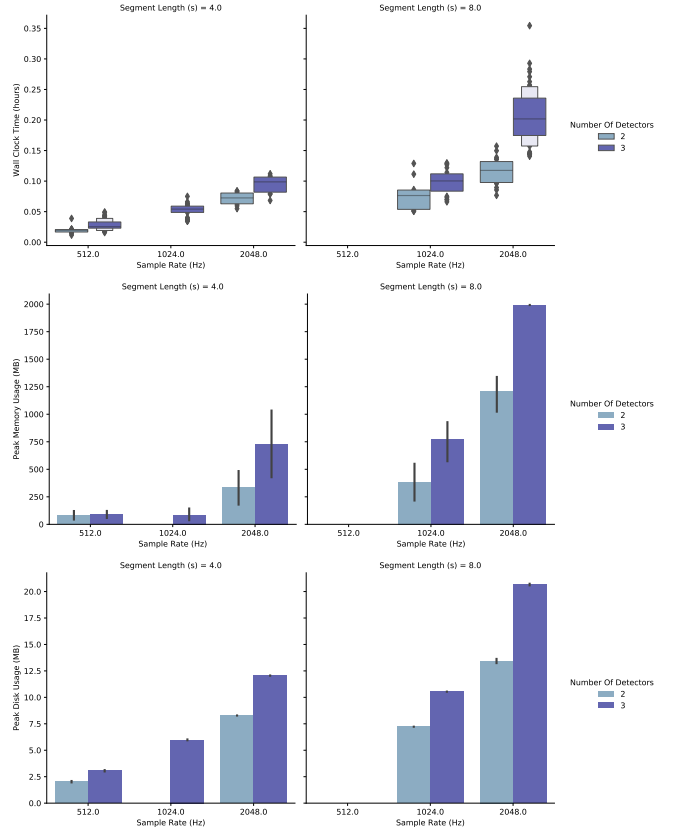 Segment Length (s) = 4.0
Segment Length (s) = 8.0
0.35
0.30
0.25
0.20
0.15
0.10
0.05
0.00
Wall Clock Time (hours)
512.0
1024.0
2048.0
Sample Rate (Hz)
512.0
1024.0
2048.0
Sample Rate (Hz)
Number Of Detectors
2
3
Segment Length (s) = 4.0
Segment Length (s) = 8.0
2000
1750
1500
1250
1000
750
500
250
0
Peak Memory Usage (MB)
512.0
1024.0
2048.0
Sample Rate (Hz)
512.0
1024.0
2048.0
Sample Rate (Hz)
Number Of Detectors
2
3
Segment Length (s) = 4.0
Segment Length (s) = 8.0
20.0
17.5
15.0
12.5
10.0
7.5
5.0
2.5
0.0
Peak Disk Usage (MB)
512.0
1024.0
2048.0
Sample Rate (Hz)
512.0
1024.0
2048.0
Sample Rate (Hz)
Number Of Detectors
2
3